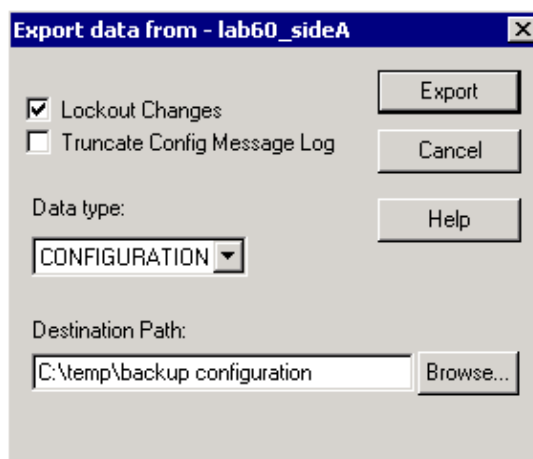 Export data from - lab60_sideA
Lockout Changes
Truncate Config Message Log
Export
Cancel
Help
Data type:
CONFIGURATION
Destination Path:
C:\temp\backup configuration
Browse...